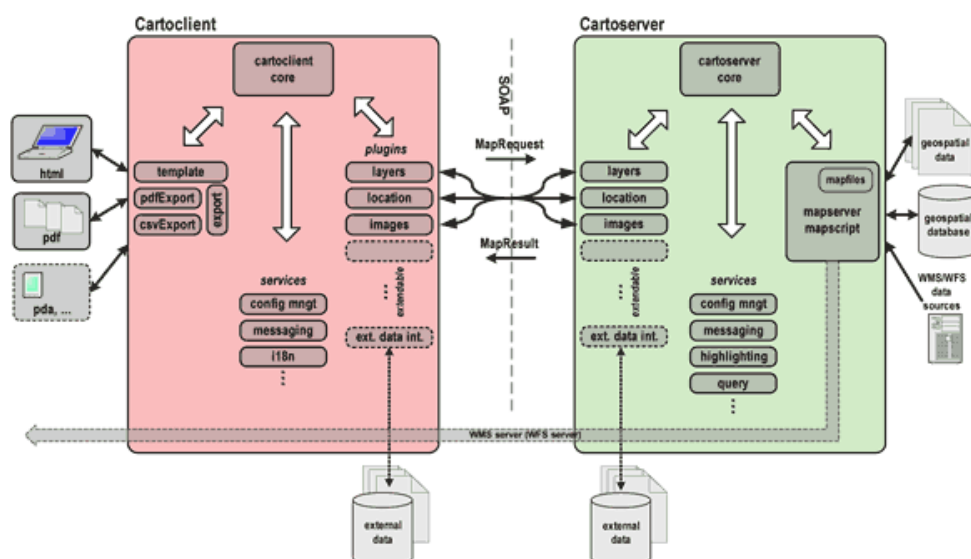 Cartoclient
cartoclient
core
html
pdf
pda, ...
template
pdfExport
csvExport
export
plugins
layers
location
images
...
extendable
ext. data int.
services
config mngt
messaging
i18n
...
external
data
SOAP
MapRequest
MapResult
Cartoserver
cartoserver
core
layers
location
images
...
extendable
ext. data int.
services
config mngt
messaging
highlighting
query
...
mapfiles
mapserver
mapscript
geospatial
data
geospatial
database
WMS/WFS
data
sources
WMS server (WFS server)
external
data